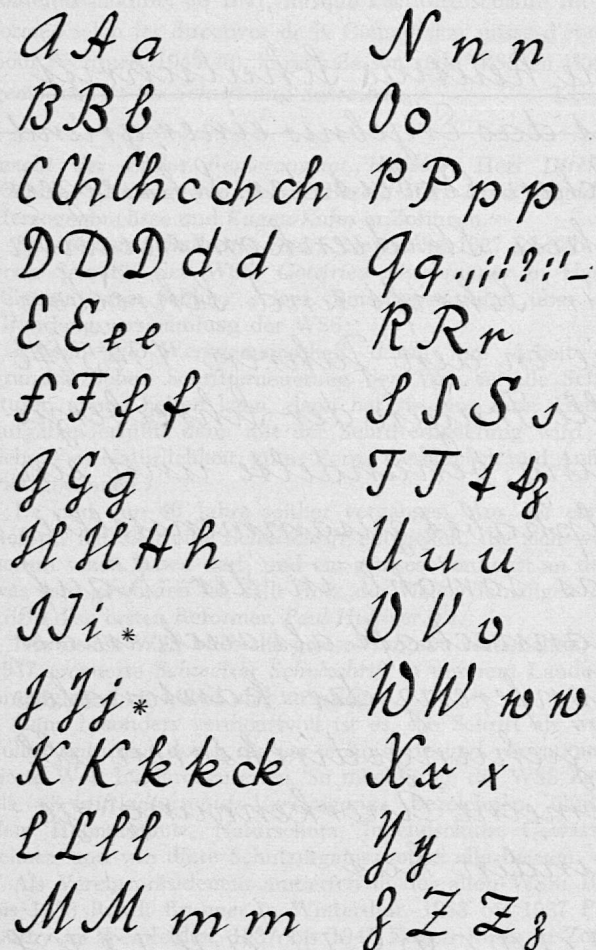 A A a
B B b
C Ch Ch c ch ch
D D D d d
E E e e
F F f f
G G g
H H H h
I I i *
J J j *
K K k k ck
L L l l
M M m m
N n n
O o
P P p p
Q q . , ; : ! ? " –
R R r
S S S s
T T t tz
U u u
V V v
W W w w
X x x
Y y
Z Z Z z